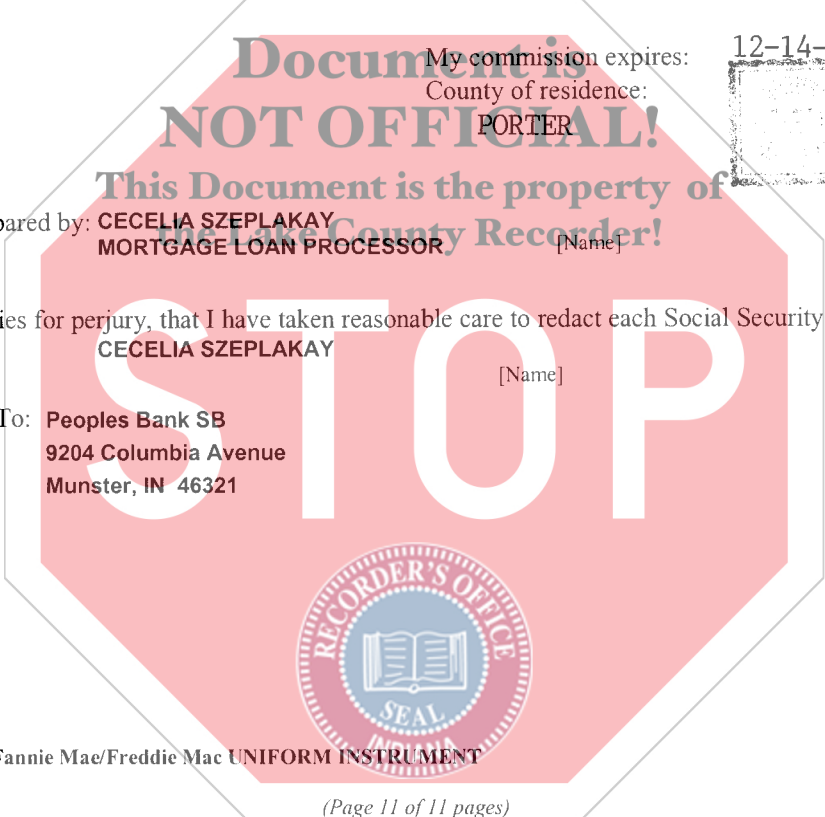 Document is
My commission expires: 12-14-
County of residence:
NOT OFFICIAL!
PORTER
This Document is the property of
pared by: CECELIA SZEPLAKAY
the Lake County Recorder!
MORTGAGE LOAN PROCESSOR [Name]
ies for perjury, that I have taken reasonable care to redact each Social Security
CECELIA SZEPLAKAY
[Name]
STOP
To: Peoples Bank SB
9204 Columbia Avenue
Munster, IN 46321
RECORDER'S OFFICE
SEAL
INDIANA
Fannie Mae/Freddie Mac UNIFORM INSTRUMENT
(Page 11 of 11 pages)